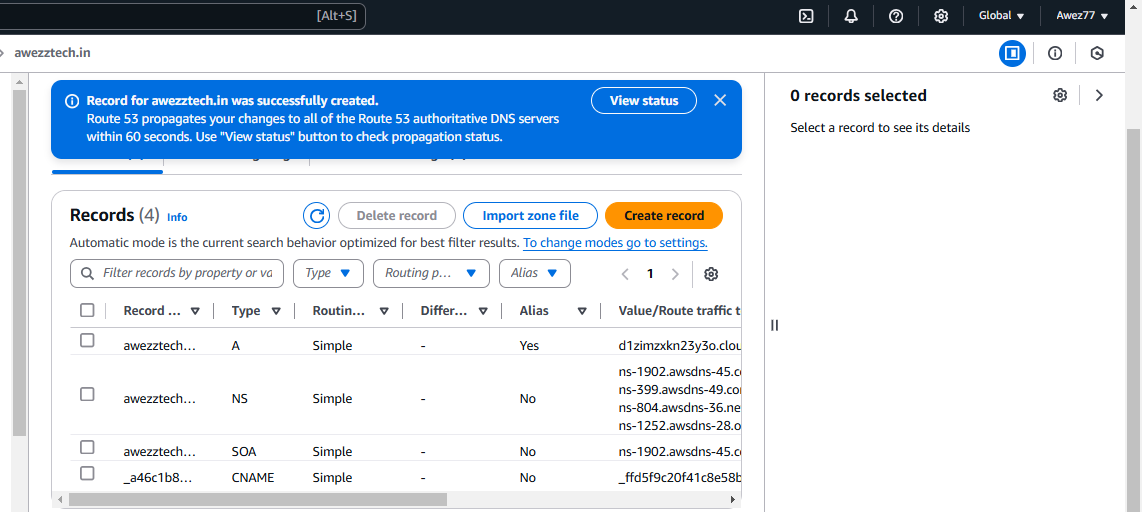 [Alt+S]
Global
Awez77
awezztech.in
Record for awezztech.in was successfully created.
Route 53 propagates your changes to all of the Route 53 authoritative DNS servers
within 60 seconds. Use "View status" button to check propagation status.
View status
Records (4) Info
Delete record
Import zone file
Create record
Automatic mode is the current search behavior optimized for best filter results. To change modes go to settings.
Filter records by property or va
Type
Routing p...
Alias
1
Record ... Type Routin... Differ... Alias Value/Route traffic t
awezztech... A Simple - Yes d1zimzxkn23y3o.clou
awezztech... NS Simple - No ns-1902.awsdns-45.c
ns-399.awsdns-49.co
ns-804.awsdns-36.ne
ns-1252.awsdns-28.o
awezztech... SOA Simple - No ns-1902.awsdns-45.c
_a46c1b8... CNAME Simple - No _ffd5f9c20f41c8e58b
0 records selected
Select a record to see its details